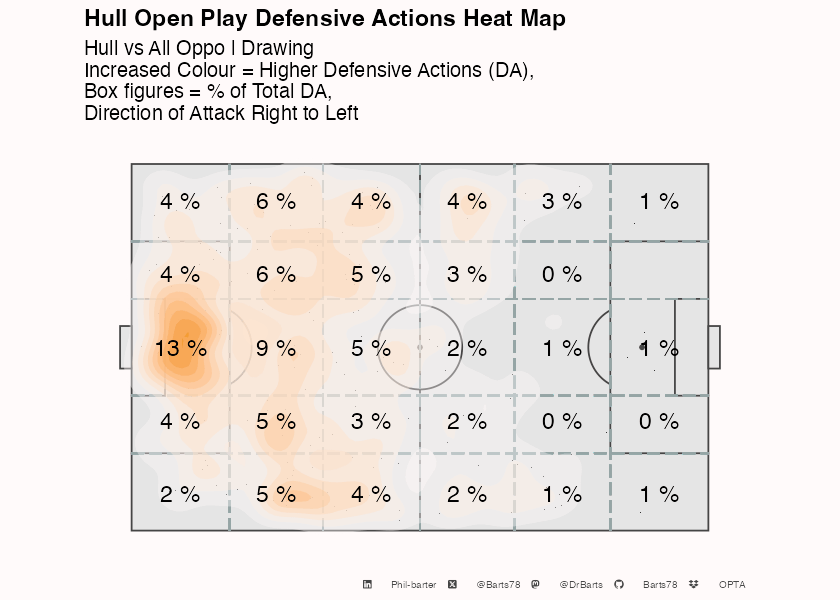 Hull Open Play Defensive Actions Heat Map
Hull vs All Oppo I Drawing
Increased Colour = Higher Defensive Actions (DA),
Box figures = % of Total DA,
Direction of Attack Right to Left
4 % 6 % 4 % 4 % 3 % 1 %
4 % 6 % 5 % 3 % 0 %
13 % 9 % 5 % 2 % 1 % 1 %
4 % 5 % 3 % 2 % 0 % 0 %
2 % 5 % 4 % 2 % 1 % 1 %
Phil-barter @Barts78 @DrBarts Barts78 OPTA